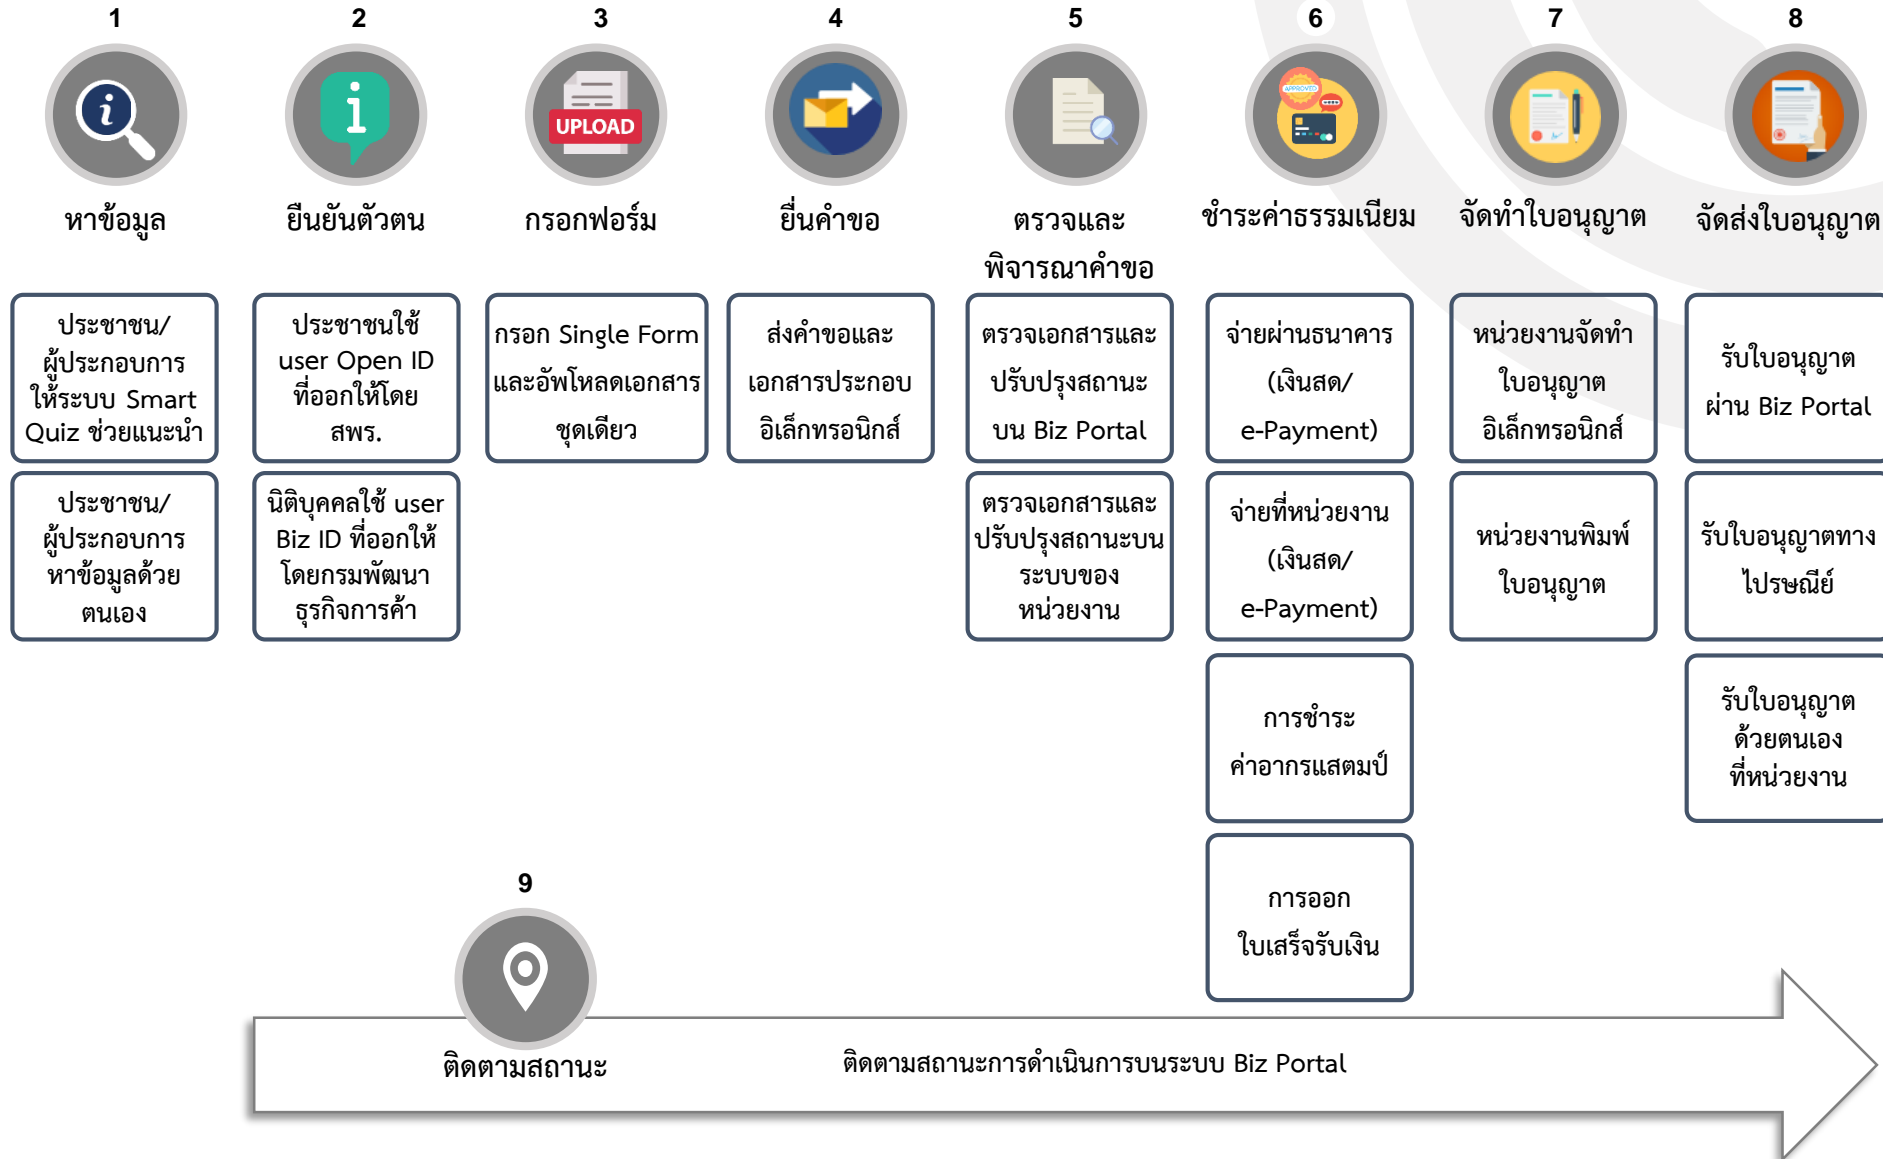 1
หาข้อมูล
ประชาชน/
ผู้ประกอบการ
ให้ระบบ Smart
Quiz ช่วยแนะนำ
ประชาชน/
ผู้ประกอบการ
หาข้อมูลด้วย
ตนเอง
2
i
ยืนยันตัวตน
ประชาชนใช้
user Open ID
ที่ออกให้โดย
สพร.
นิติบุคคลใช้ user
Biz ID ที่ออกให้
โดยกรมพัฒนา
ธุรกิจการค้า
3
UPLOAD
กรอกฟอร์ม
กรอก Single Form
และอัพโหลดเอกสาร
ชุดเดียว
4
ยื่นคำขอ
ส่งคำขอและ
เอกสารประกอบ
อิเล็กทรอนิกส์
5
ตรวจและ
พิจารณาคำขอ
ตรวจเอกสารและ
ปรับปรุงสถานะ
บน Biz Portal
ตรวจเอกสารและ
ปรับปรุงสถานะบน
ระบบของ
หน่วยงาน
6
APPROVED
ชำระค่าธรรมเนียม
จ่ายผ่านธนาคาร
(เงินสด/
e-Payment)
จ่ายที่หน่วยงาน
(เงินสด/
e-Payment)
การชำระ
ค่าอากรแสตมป์
การออก
ใบเสร็จรับเงิน
7
จัดทำใบอนุญาต
หน่วยงานจัดทำ
ใบอนุญาต
อิเล็กทรอนิกส์
หน่วยงานพิมพ์
ใบอนุญาต
8
จัดส่งใบอนุญาต
รับใบอนุญาต
ผ่าน Biz Portal
รับใบอนุญาตทาง
ไปรษณีย์
รับใบอนุญาต
ด้วยตนเอง
ที่หน่วยงาน
9
ติดตามสถานะ
ติดตามสถานะการดำเนินการบนระบบ Biz Portal